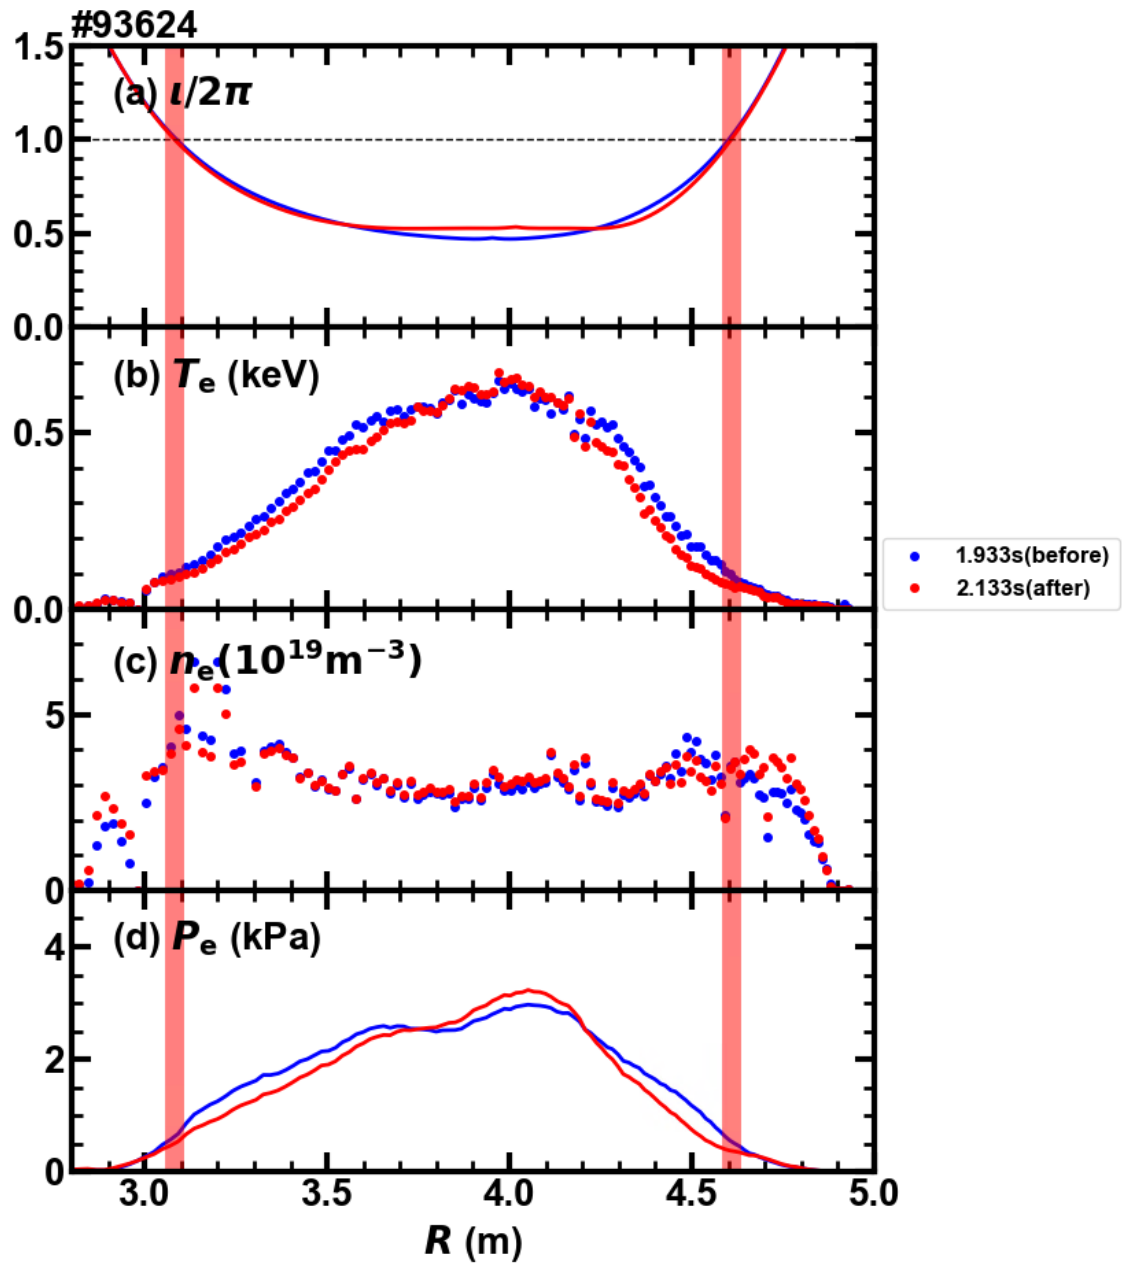 #93624
1.5
(a) ι/2π
1.0
0.5
0.0
(b) Te (keV)
0.5
1.933s(before)
2.133s(after)
0.0
(c) ne(10¹⁹m⁻³)
5
0
(d) Pe (kPa)
4
2
0
3.0 3.5 4.0 4.5 5.0
R (m)